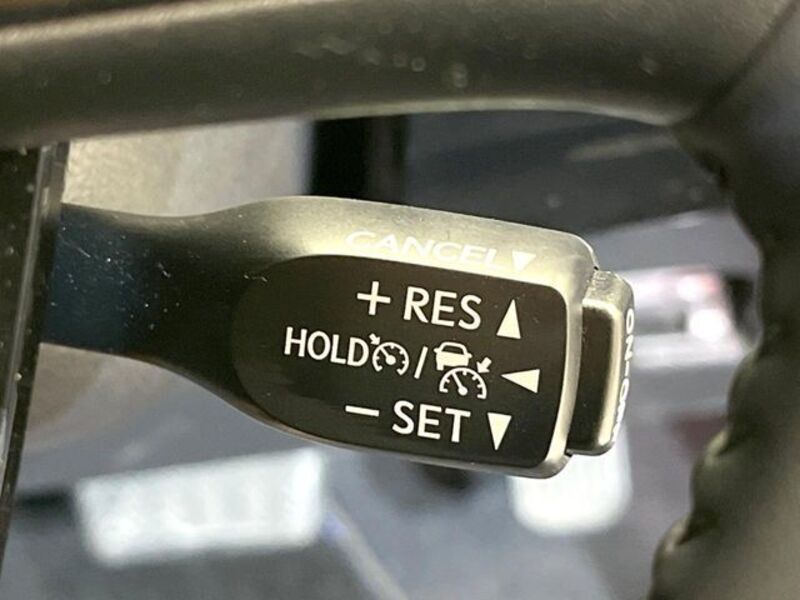 CANCEL▼
+ RES ▲
HOLD / ◀
− SET ▼